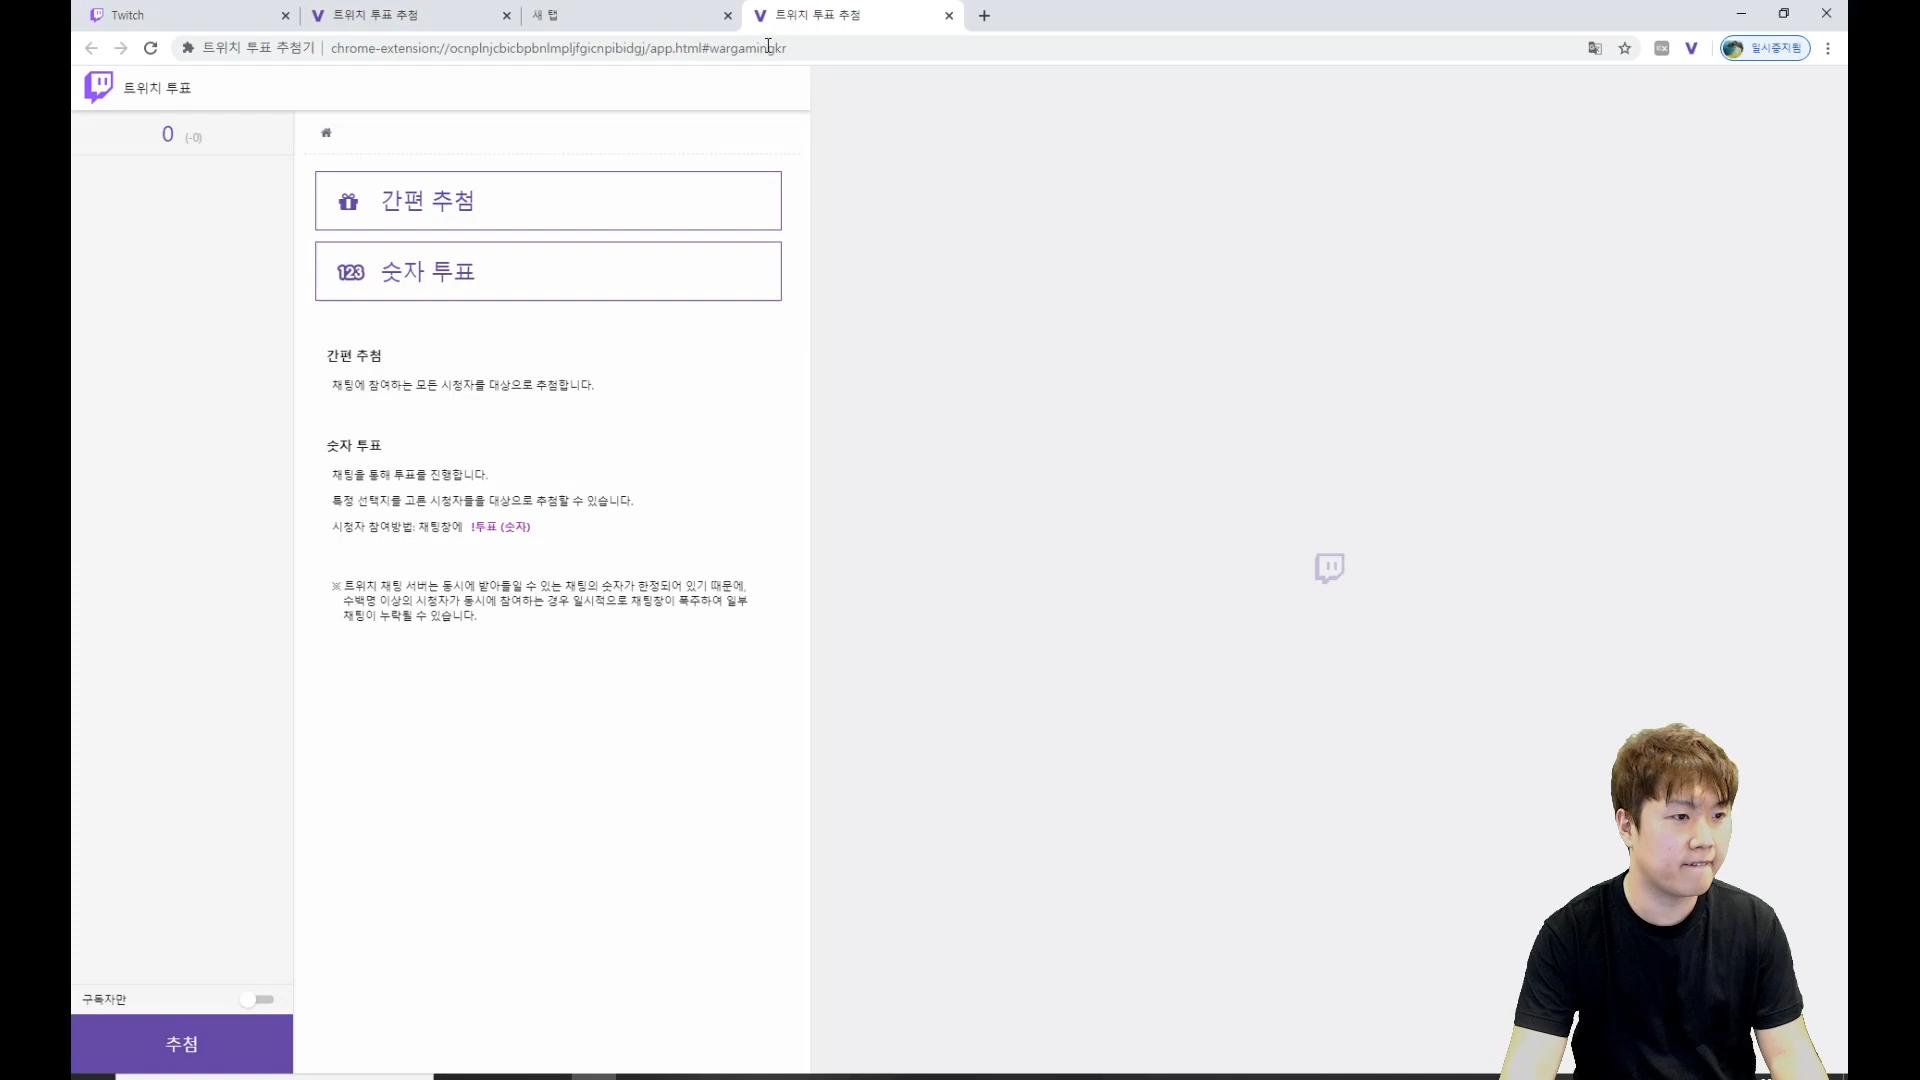 Twitch
트위치 투표 추첨
새 탭
트위치 투표 추첨
트위치 투표 추첨기 | chrome-extension://ocnplnjcbicbpbnlmpljfgicnpibidgj/app.html#wargamingkr
일시중지됨
트위치 투표
0 (-0)
간편 추첨
123 숫자 투표
간편 추첨
채팅에 참여하는 모든 시청자를 대상으로 추첨합니다.
숫자 투표
채팅을 통해 투표를 진행합니다.
특정 선택지를 고른 시청자들을 대상으로 추첨할 수 있습니다.
시청자 참여방법: 채팅창에 !투표 (숫자)
※ 트위치 채팅 서버는 동시에 받아들일 수 있는 채팅의 숫자가 한정되어 있기 때문에,
수백명 이상의 시청자가 동시에 참여하는 경우 일시적으로 채팅창이 폭주하여 일부
채팅이 누락될 수 있습니다.
구독자만
추첨